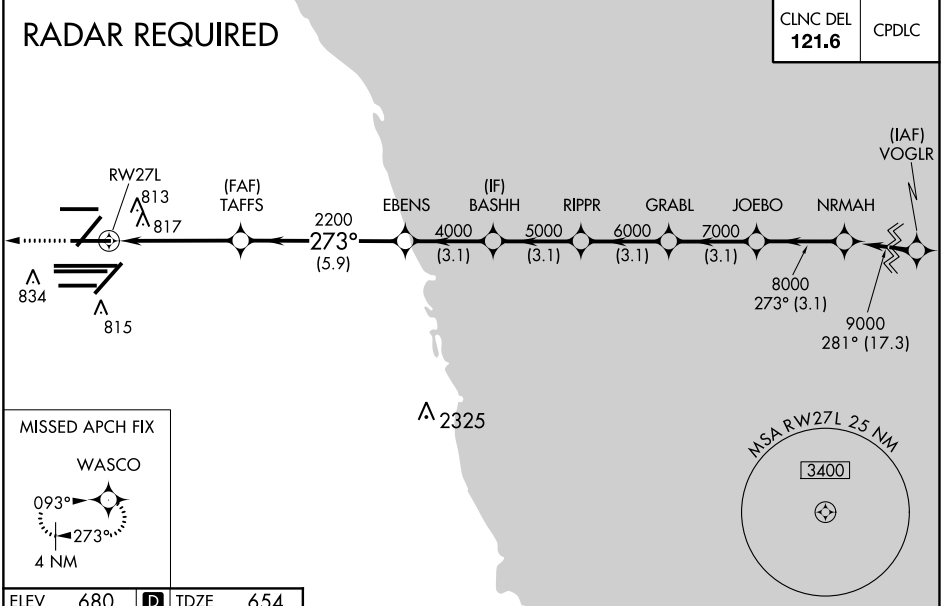 RADAR REQUIRED
CLNC DEL
121.6
CPDLC
(IAF)
VOGLR
RW27L
813
817
(FAF)
TAFFS
2200
273°
(5.9)
EBENS
4000
(3.1)
(IF)
BASHH
5000
(3.1)
RIPPR
6000
(3.1)
GRABL
7000
(3.1)
JOEBO
NRMAH
8000
273° (3.1)
9000
281° (17.3)
834
815
2325
MISSED APCH FIX
WASCO
093°
273°
4 NM
MSA RW27L 25 NM
3400
ELEV 680 D TDZE 654